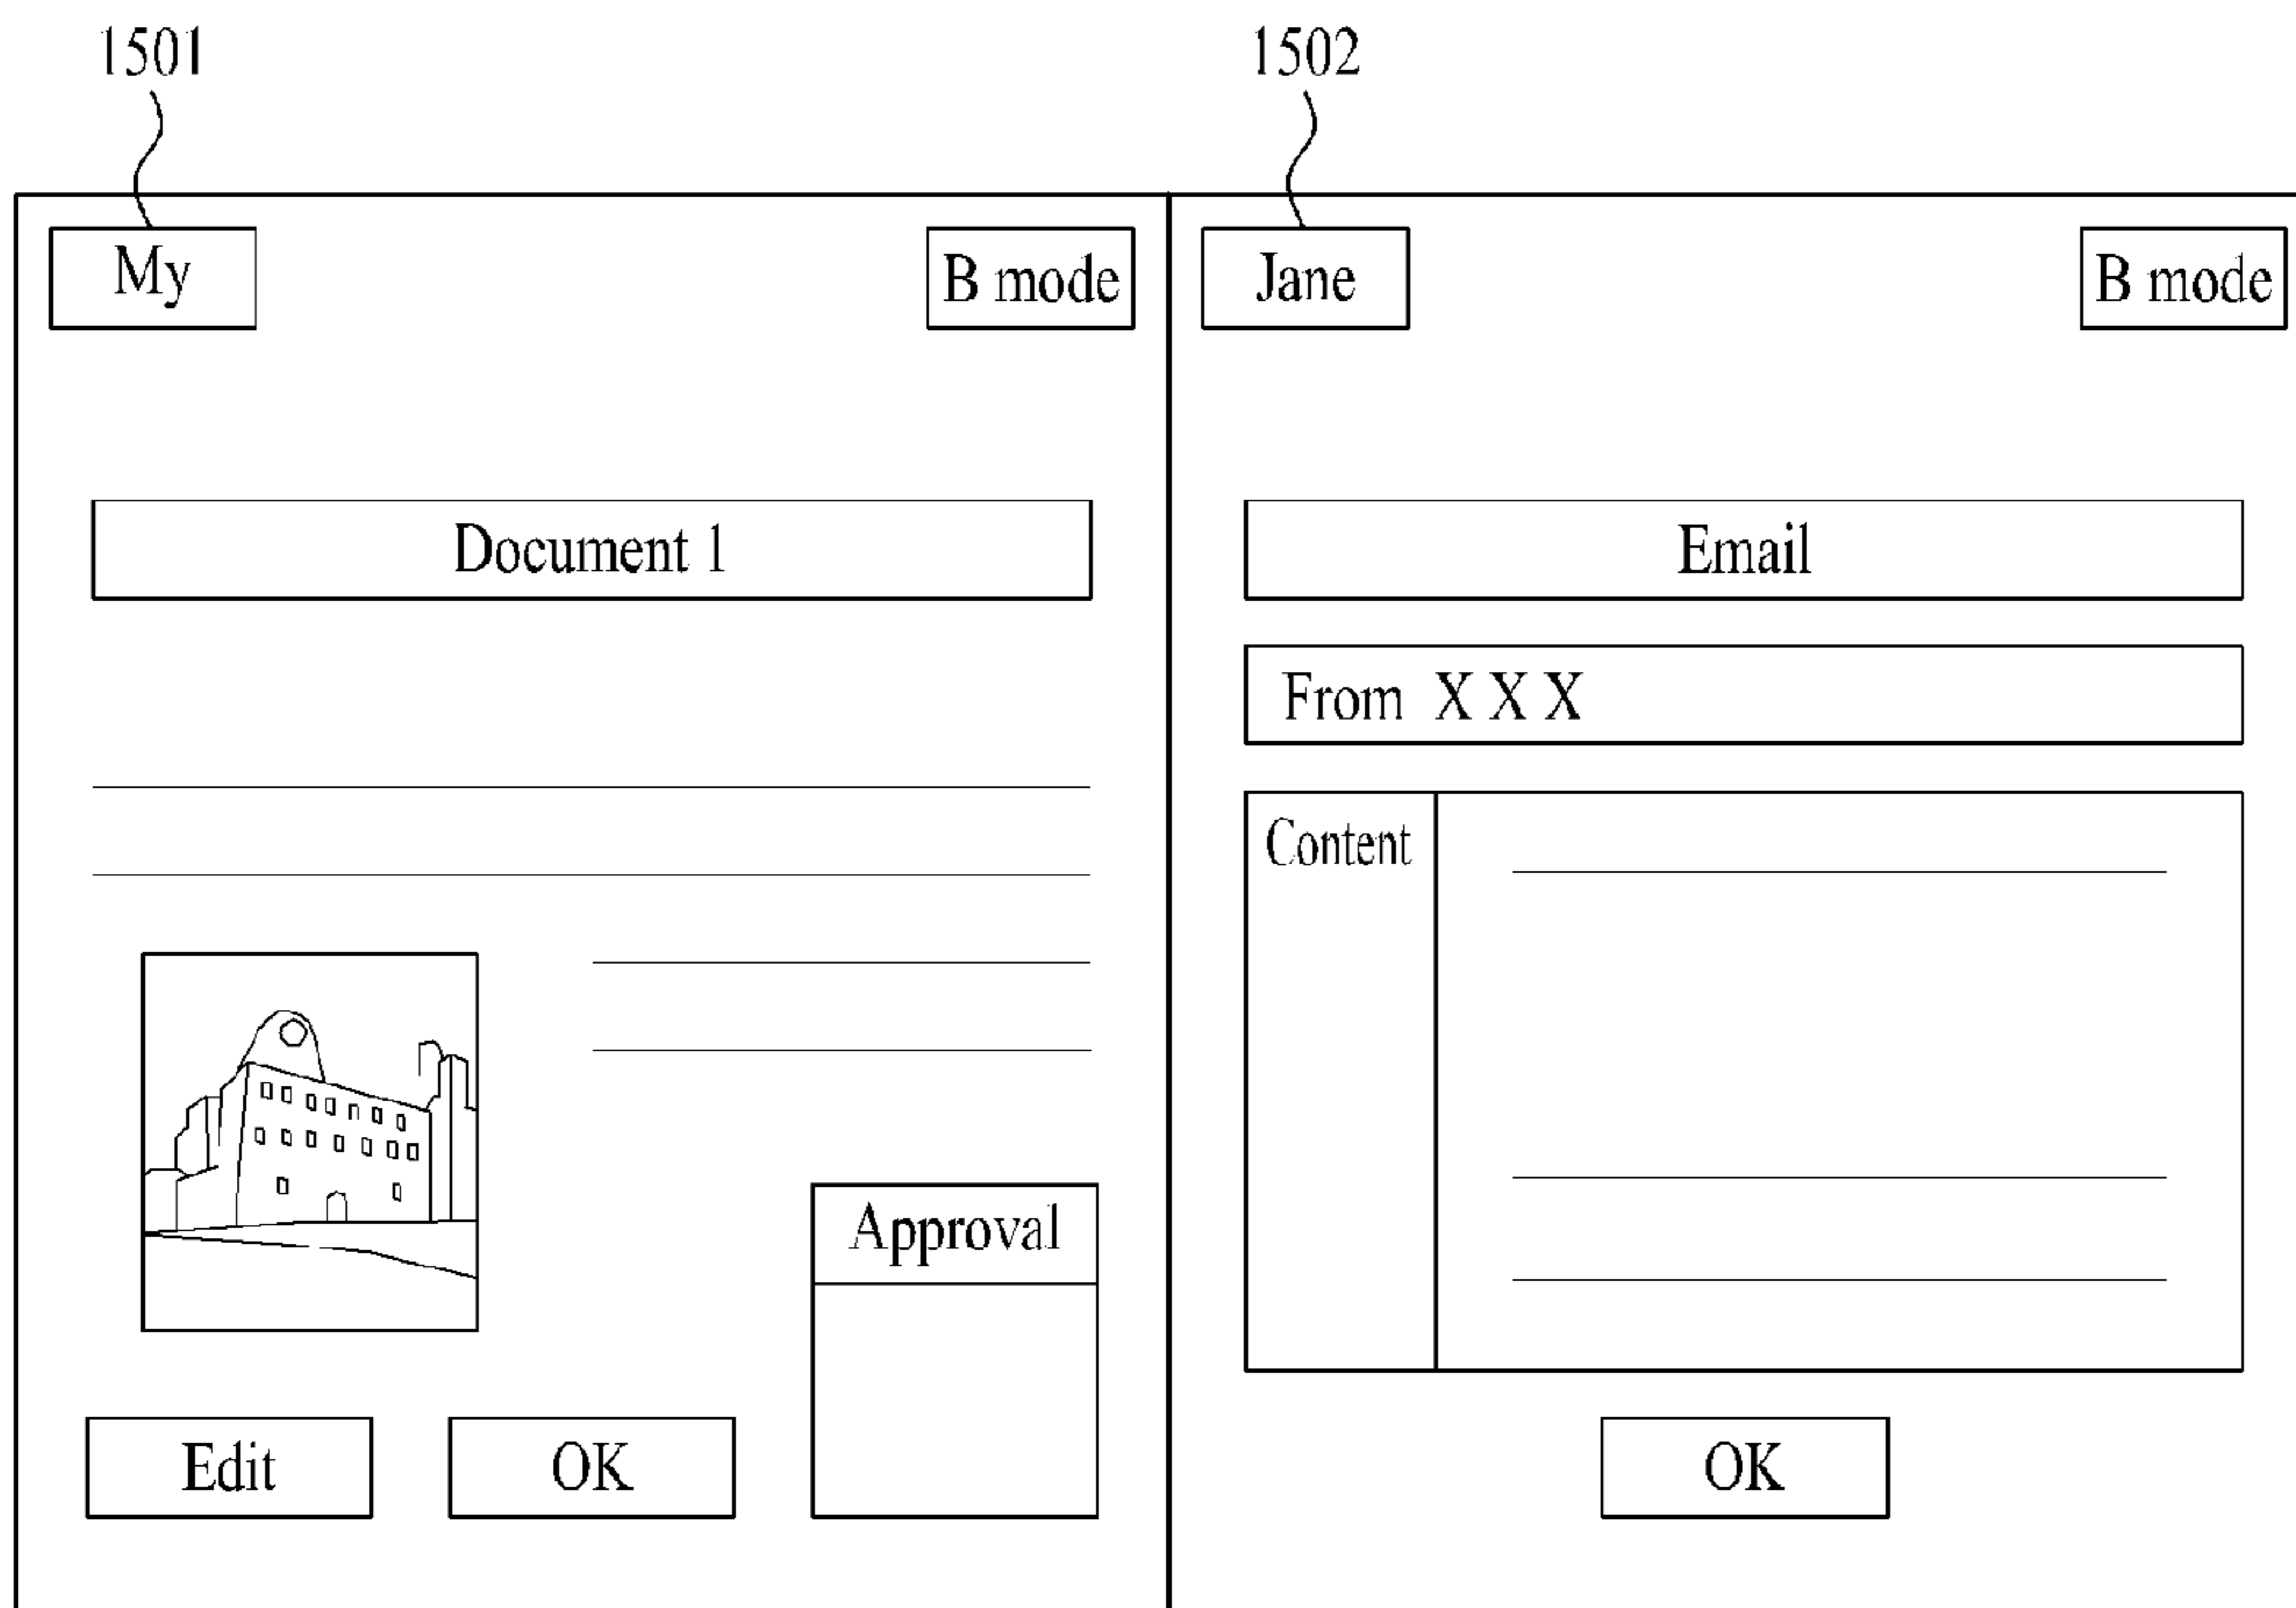 1501
1502
My
B mode
Jane
B mode
Document 1
Email
From X X X
Content
Approval
Edit
OK
OK